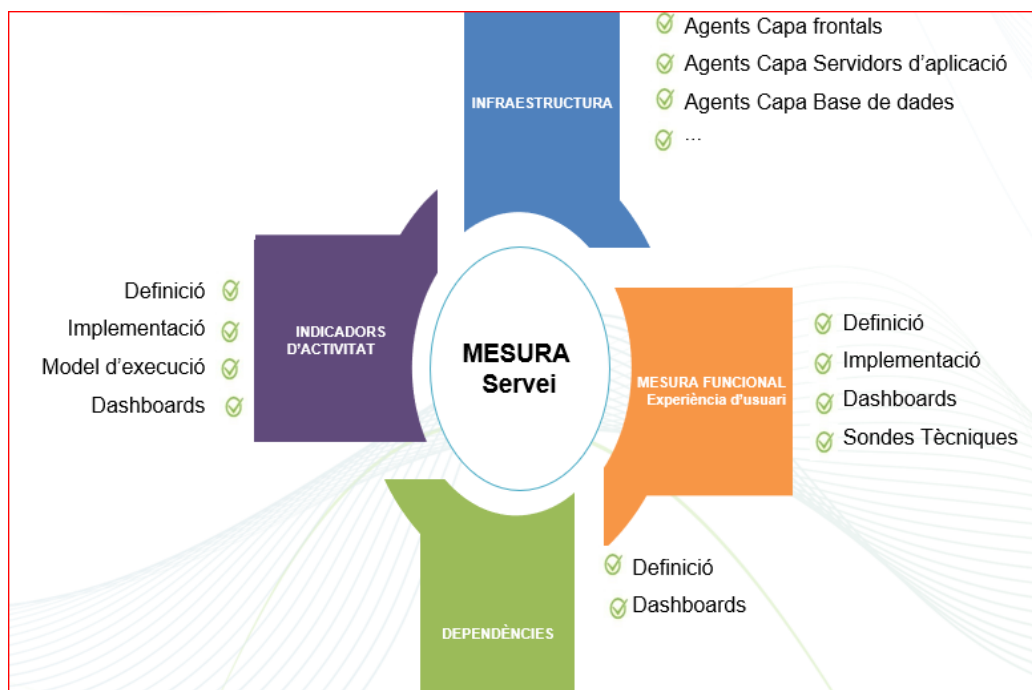 Agents Capa frontals
Agents Capa Servidors d'aplicació
Agents Capa Base de dades
...
INFRAESTRUCTURA
Definició
Implementació
Model d'execució
Dashboards
INDICADORS
D'ACTIVITAT
MESURA
Servei
MESURA FUNCIONAL
Experiència d'usuari
Definició
Implementació
Dashboards
Sondes Tècniques
Definició
Dashboards
DEPENDÈNCIES